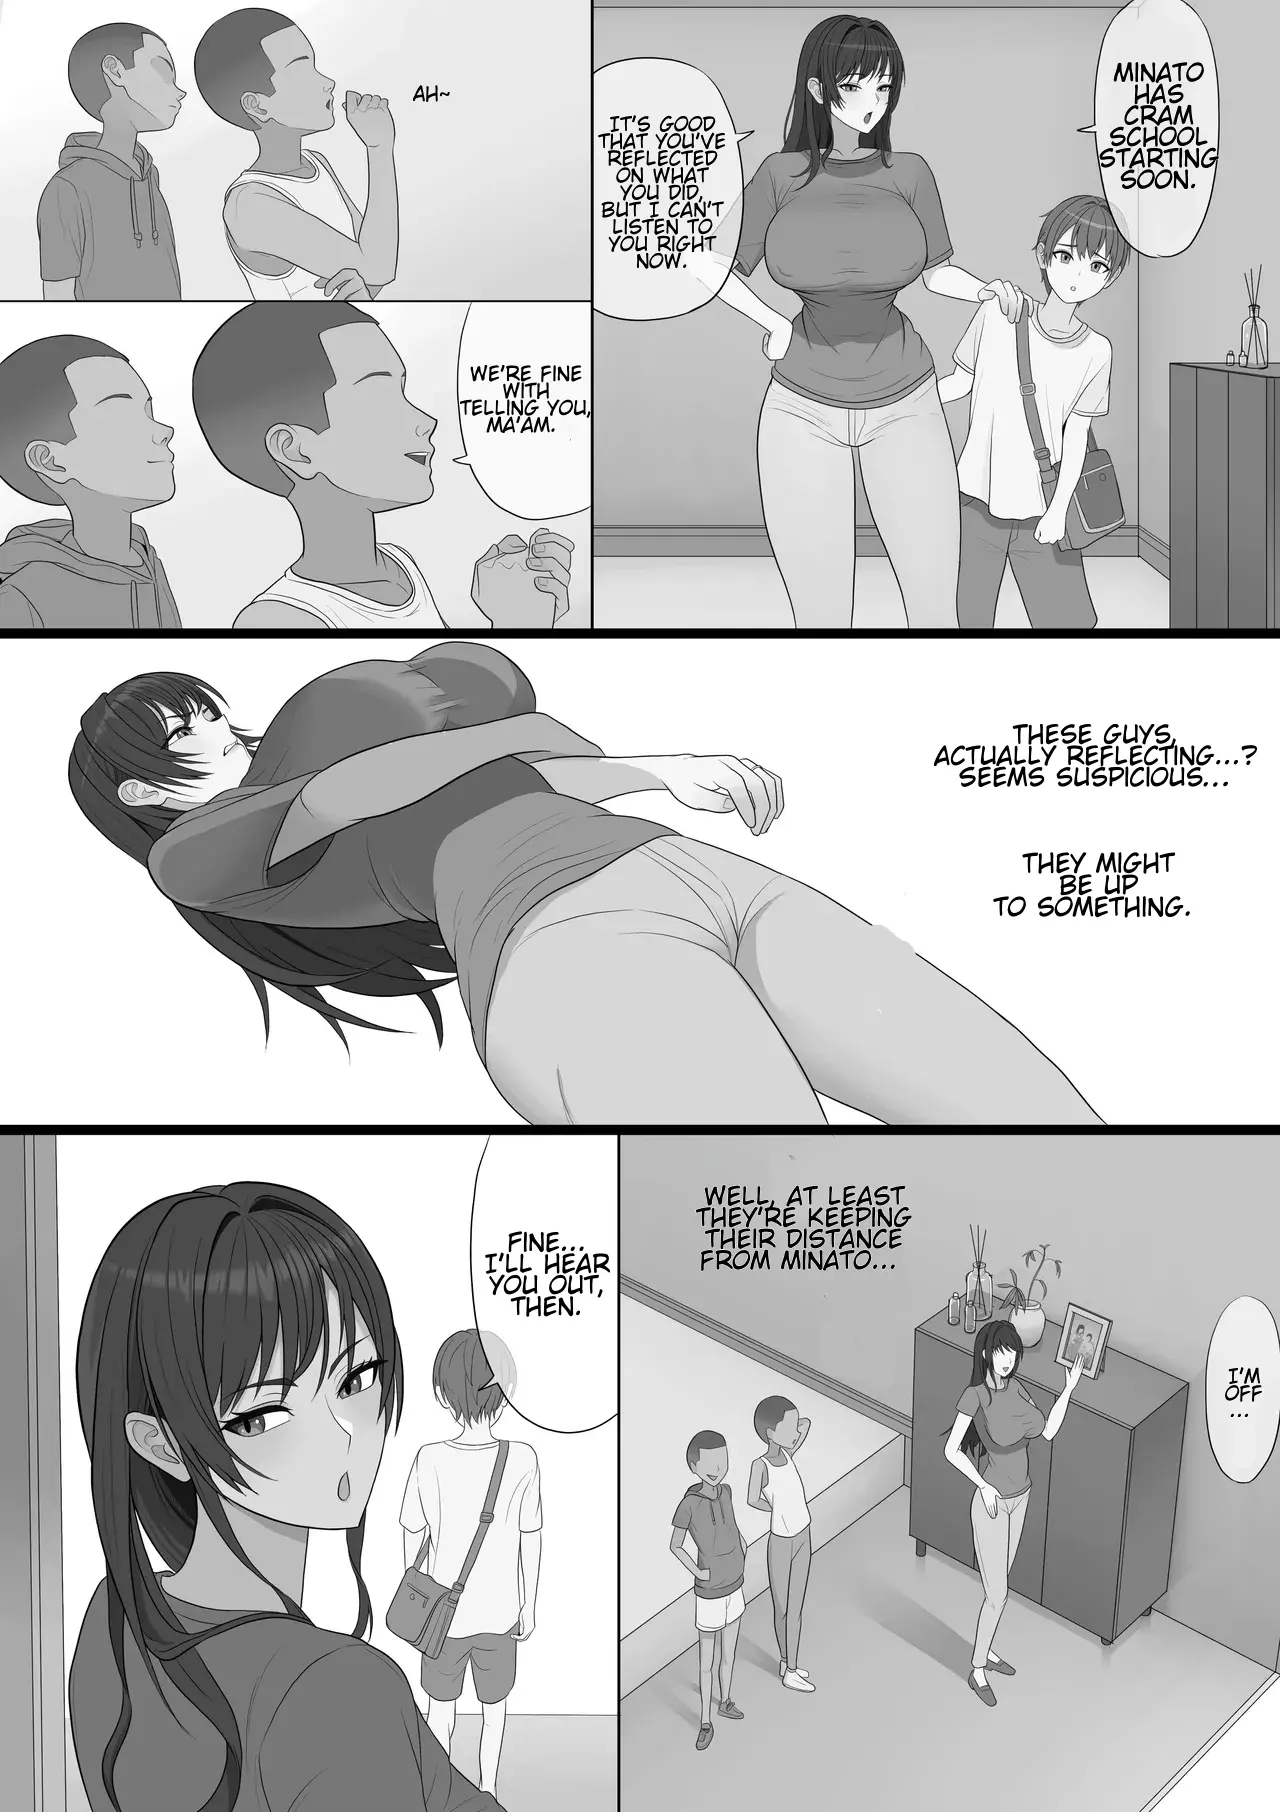 MINATO
HAS
CRAM
SCHOOL
STARTING
SOON.
IT'S GOOD
THAT YOU'VE
REFLECTED
ON WHAT
YOU DID,
BUT I CAN'T
LISTEN TO
YOU RIGHT
NOW.
AH~
WE'RE FINE
WITH
TELLING YOU,
MA'AM.
THESE GUYS,
ACTUALLY REFLECTING...?
SEEMS SUSPICIOUS...
THEY MIGHT
BE UP
TO SOMETHING.
WELL, AT LEAST
THEY'RE KEEPING
THEIR DISTANCE
FROM MINATO...
I'M
OFF
...
FINE...
I'LL HEAR
YOU OUT,
THEN.